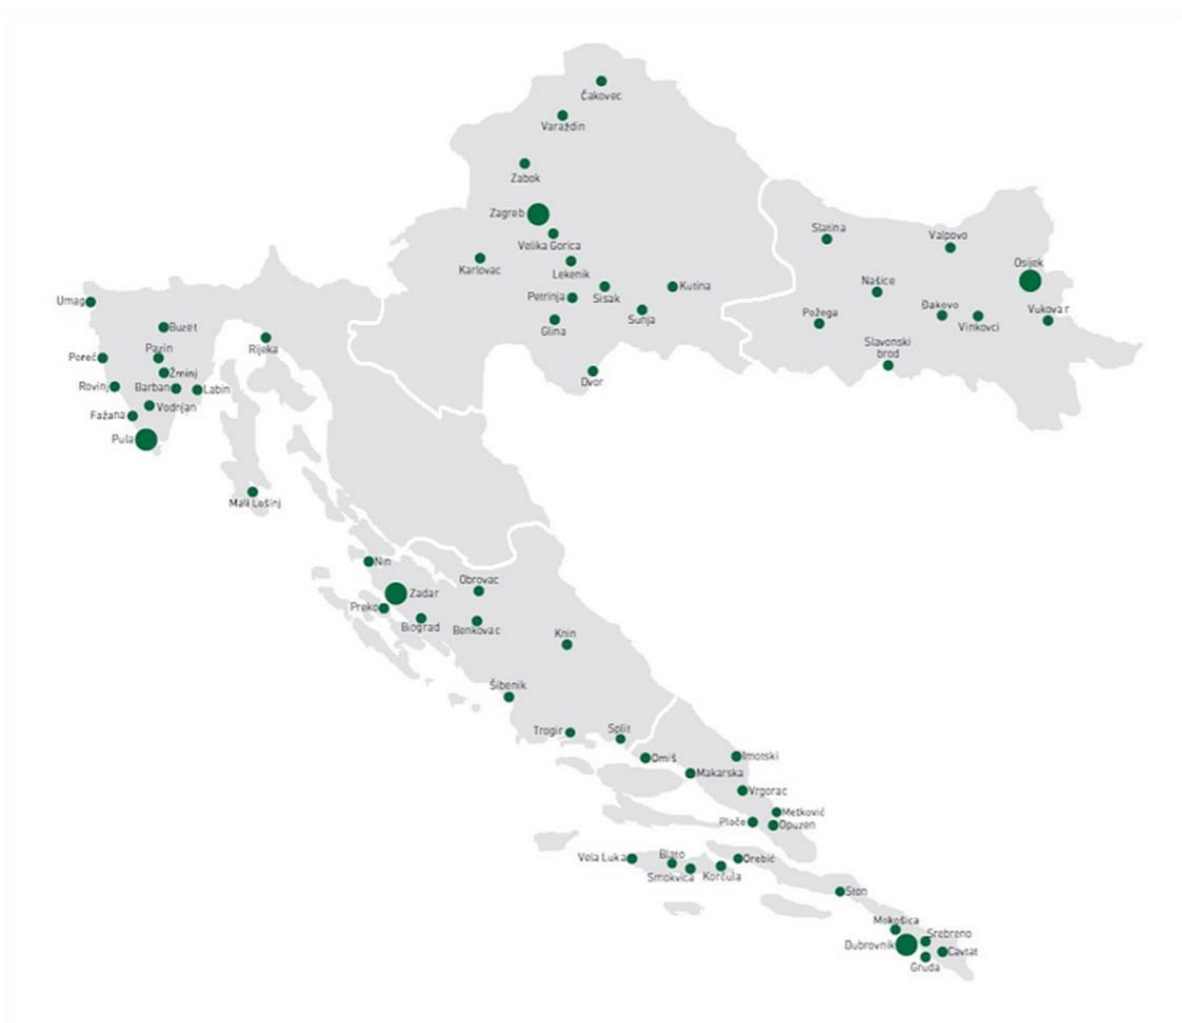 Čakovec
Varaždin
Zabok
Zagreb
Velika Gorica
Karlovac
Lekenik
Petrinja
Sisak
Kutina
Glina
Sunja
Dvor
Slatina
Valpovo
Osijek
Našice
Požega
Đakovo
Vinkovci
Vukovar
Slavonski
brod
Umag
Buzet
Poreč
Pazin
Rijeka
Žminj
Rovinj
Barban
Labin
Fažana
Vodnjan
Pula
Mali Lošinj
Nin
Zadar
Obrovac
Preko
Biograd
Benkovac
Knin
Šibenik
Trogir
Split
Omiš
Imotski
Makarska
Vrgorac
Metković
Ploče
Opuzen
Vela Luka
Blato
Orebić
Smokvica
Korčula
Ston
Mokošica
Srebreno
Dubrovnik
Cavtat
Gruda